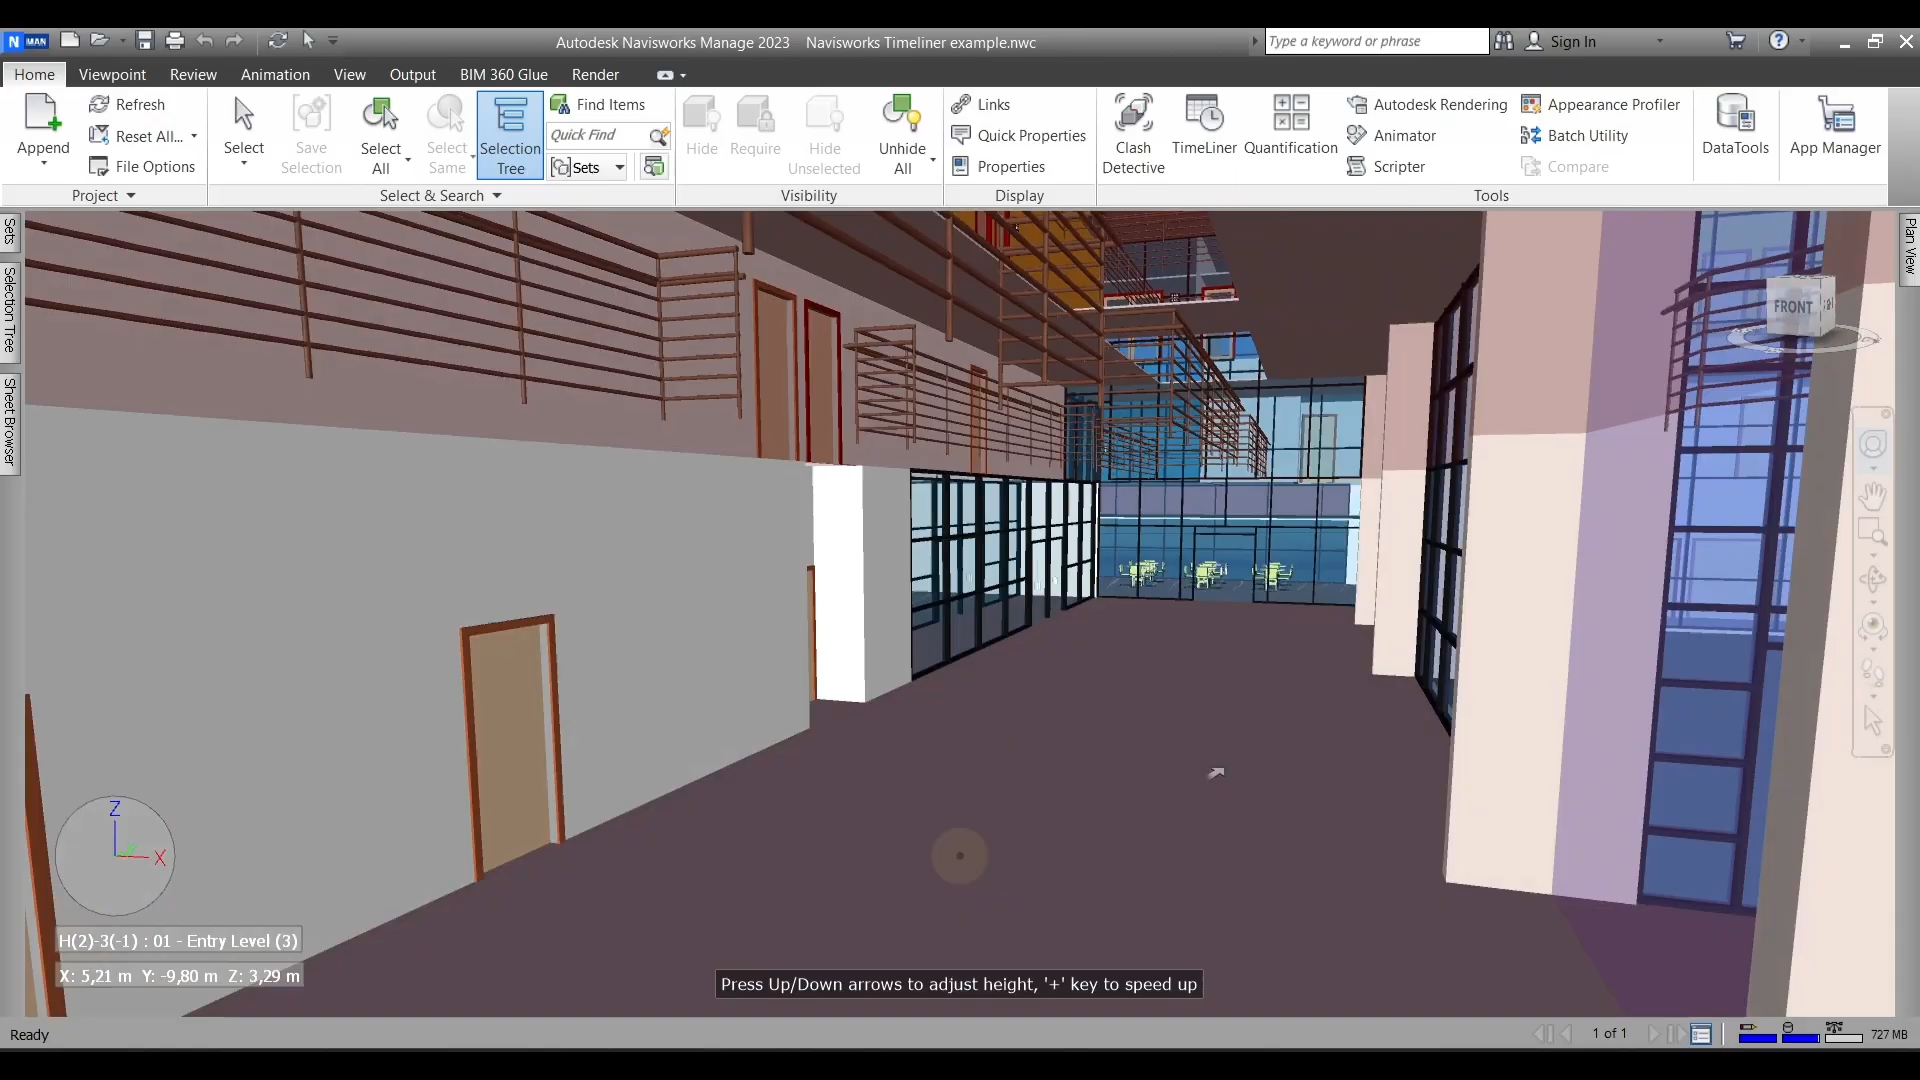 N MAN
Autodesk Navisworks Manage 2023 Navisworks Timeliner example.nwc
Type a keyword or phrase
Sign In
Home Viewpoint Review Animation View Output BIM 360 Glue Render
Append
Refresh
Reset All...
File Options
Project
Select
Save
Selection
Select
All
Select
Same
Selection
Tree
Find Items
Quick Find
Sets
Select & Search
Hide
Require
Hide
Unselected
Unhide
All
Visibility
Links
Quick Properties
Properties
Display
Clash
Detective
TimeLiner
Quantification
Autodesk Rendering
Animator
Scripter
Appearance Profiler
Batch Utility
Compare
Tools
DataTools
App Manager
Sets
Selection Tree
Sheet Browser
Plan View
FRONT
Z
X
H(2)-3(-1) : 01 - Entry Level (3)
X: 5,21 m Y: -9,80 m Z: 3,29 m
Press Up/Down arrows to adjust height, '+' key to speed up
Ready
1 of 1
727 MB